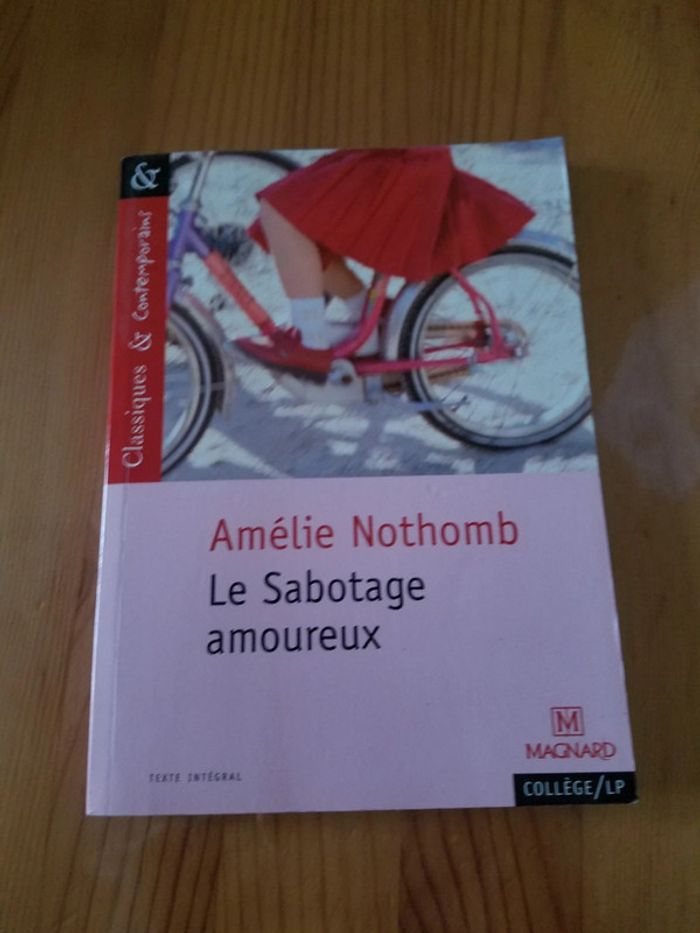 &
Classiques & Contemporains
Amélie Nothomb
Le Sabotage
amoureux
M
MAGNARD
TEXTE INTÉGRAL
COLLÈGE/LP